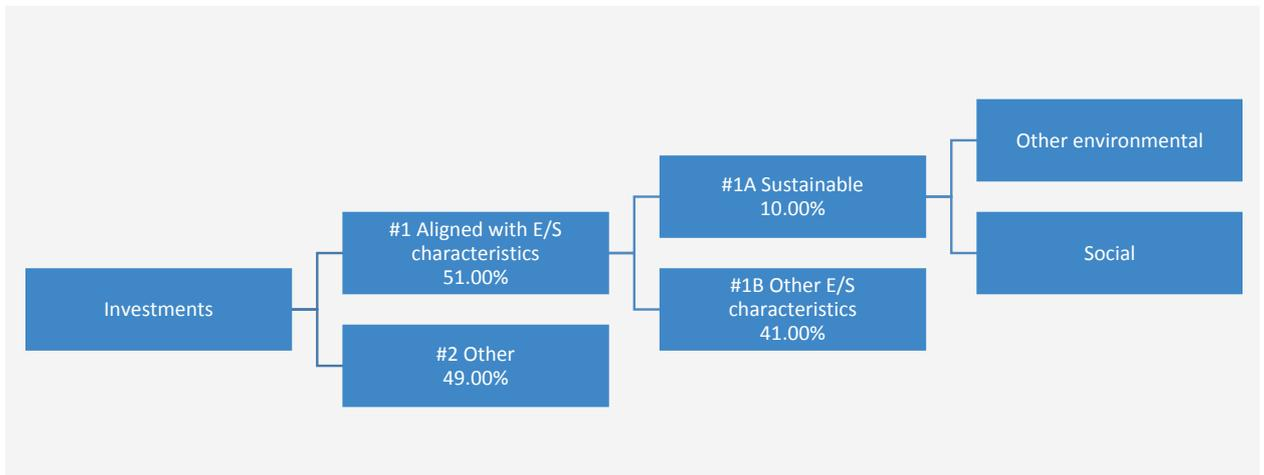 Investments
#1 Aligned with E/S
characteristics
51.00%
#2 Other
49.00%
#1A Sustainable
10.00%
#1B Other E/S
characteristics
41.00%
Other environmental
Social